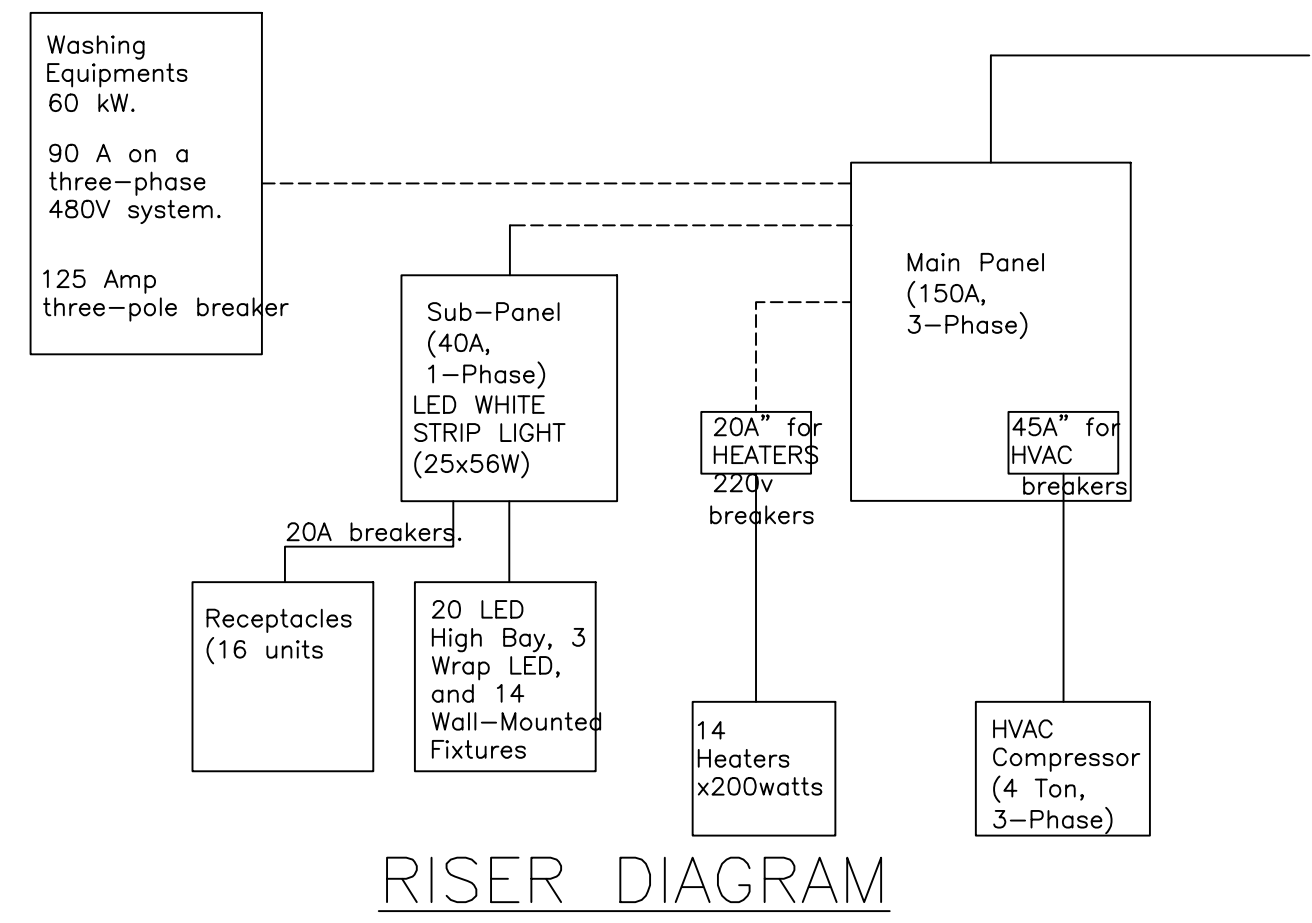 Washing
Equipments
60 kW.
90 A on a
three-phase
480V system.
125 Amp
three-pole breaker
Sub-Panel
(40A,
1-Phase)
LED WHITE
STRIP LIGHT
(25x56W)
Main Panel
(150A,
3-Phase)
20A" for
HEATERS
220v
breakers
45A" for
HVAC
breakers
20A breakers.
Receptacles
(16 units
20 LED
High Bay, 3
Wrap LED,
and 14
Wall-Mounted
Fixtures
14
Heaters
x200watts
HVAC
Compressor
(4 Ton,
3-Phase)
RISER DIAGRAM